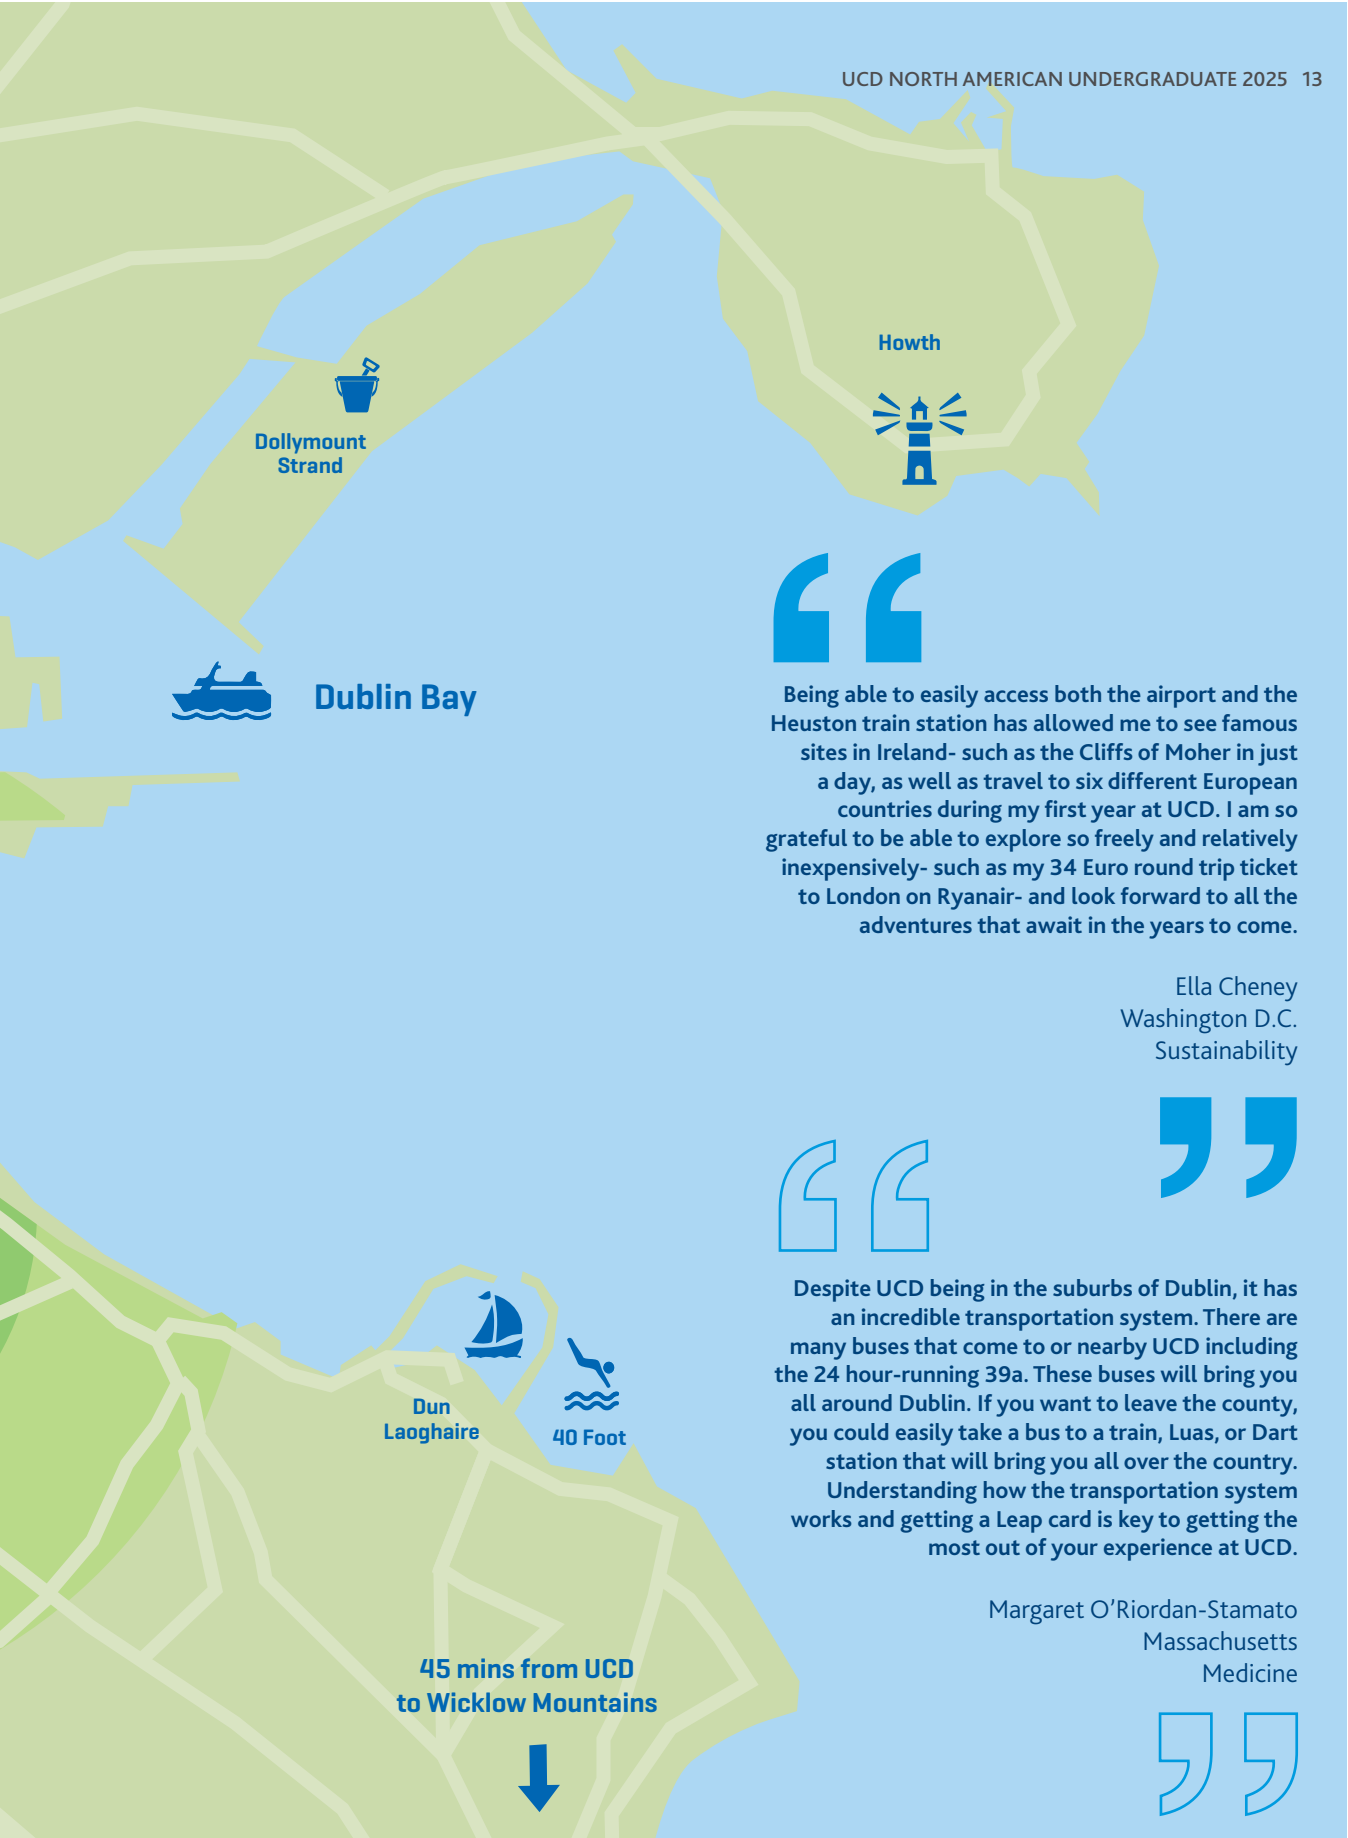 UCD NORTH AMERICAN UNDERGRADUATE 2025 13
Howth
Dollymount
Strand
Dublin Bay
Being able to easily access both the airport and the
Heuston train station has allowed me to see famous
sites in Ireland- such as the Cliffs of Moher in just
a day, as well as travel to six different European
countries during my first year at UCD. I am so
grateful to be able to explore so freely and relatively
inexpensively- such as my 34 Euro round trip ticket
to London on Ryanair- and look forward to all the
adventures that await in the years to come.
Ella Cheney
Washington D.C.
Sustainability
Despite UCD being in the suburbs of Dublin, it has
an incredible transportation system. There are
many buses that come to or nearby UCD including
the 24 hour-running 39a. These buses will bring you
all around Dublin. If you want to leave the county,
you could easily take a bus to a train, Luas, or Dart
station that will bring you all over the country.
Understanding how the transportation system
works and getting a Leap card is key to getting the
most out of your experience at UCD.
Margaret O’Riordan-Stamato
Massachusetts
Medicine
Dun
Laoghaire
40 Foot
45 mins from UCD
to Wicklow Mountains